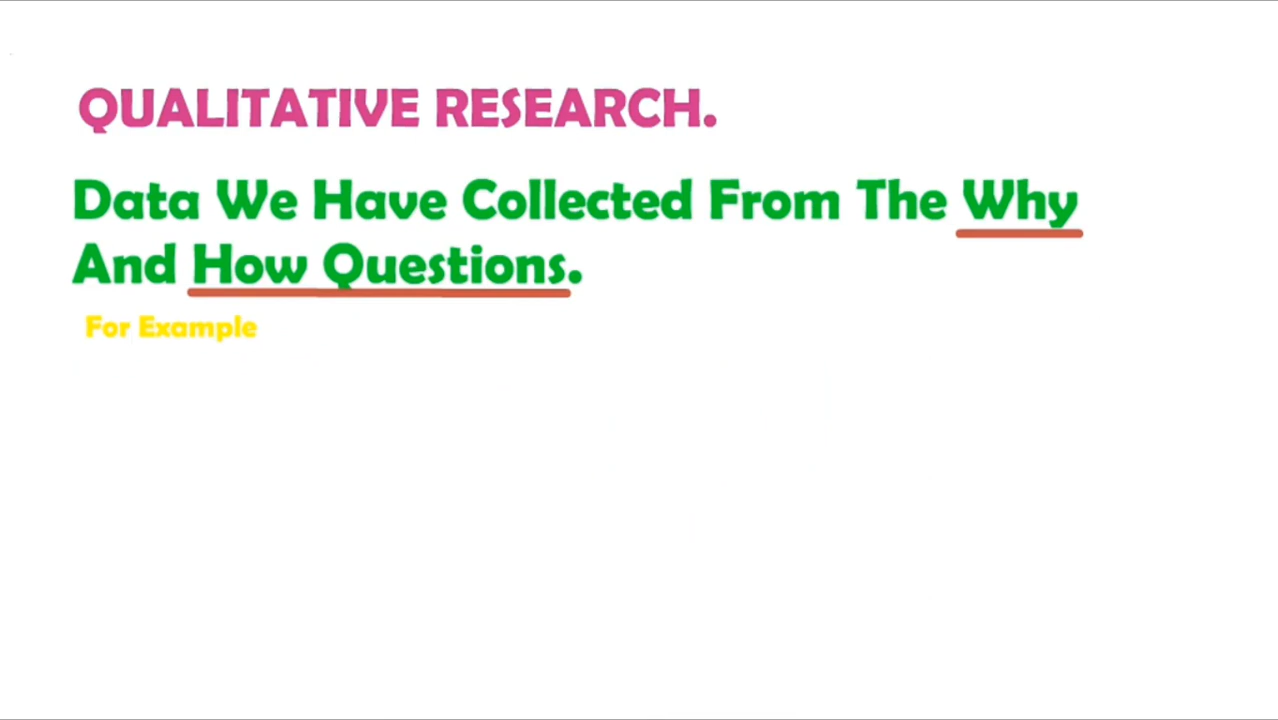 QUALITATIVE RESEARCH.
Data We Have Collected From The Why
And How Questions.
For Example